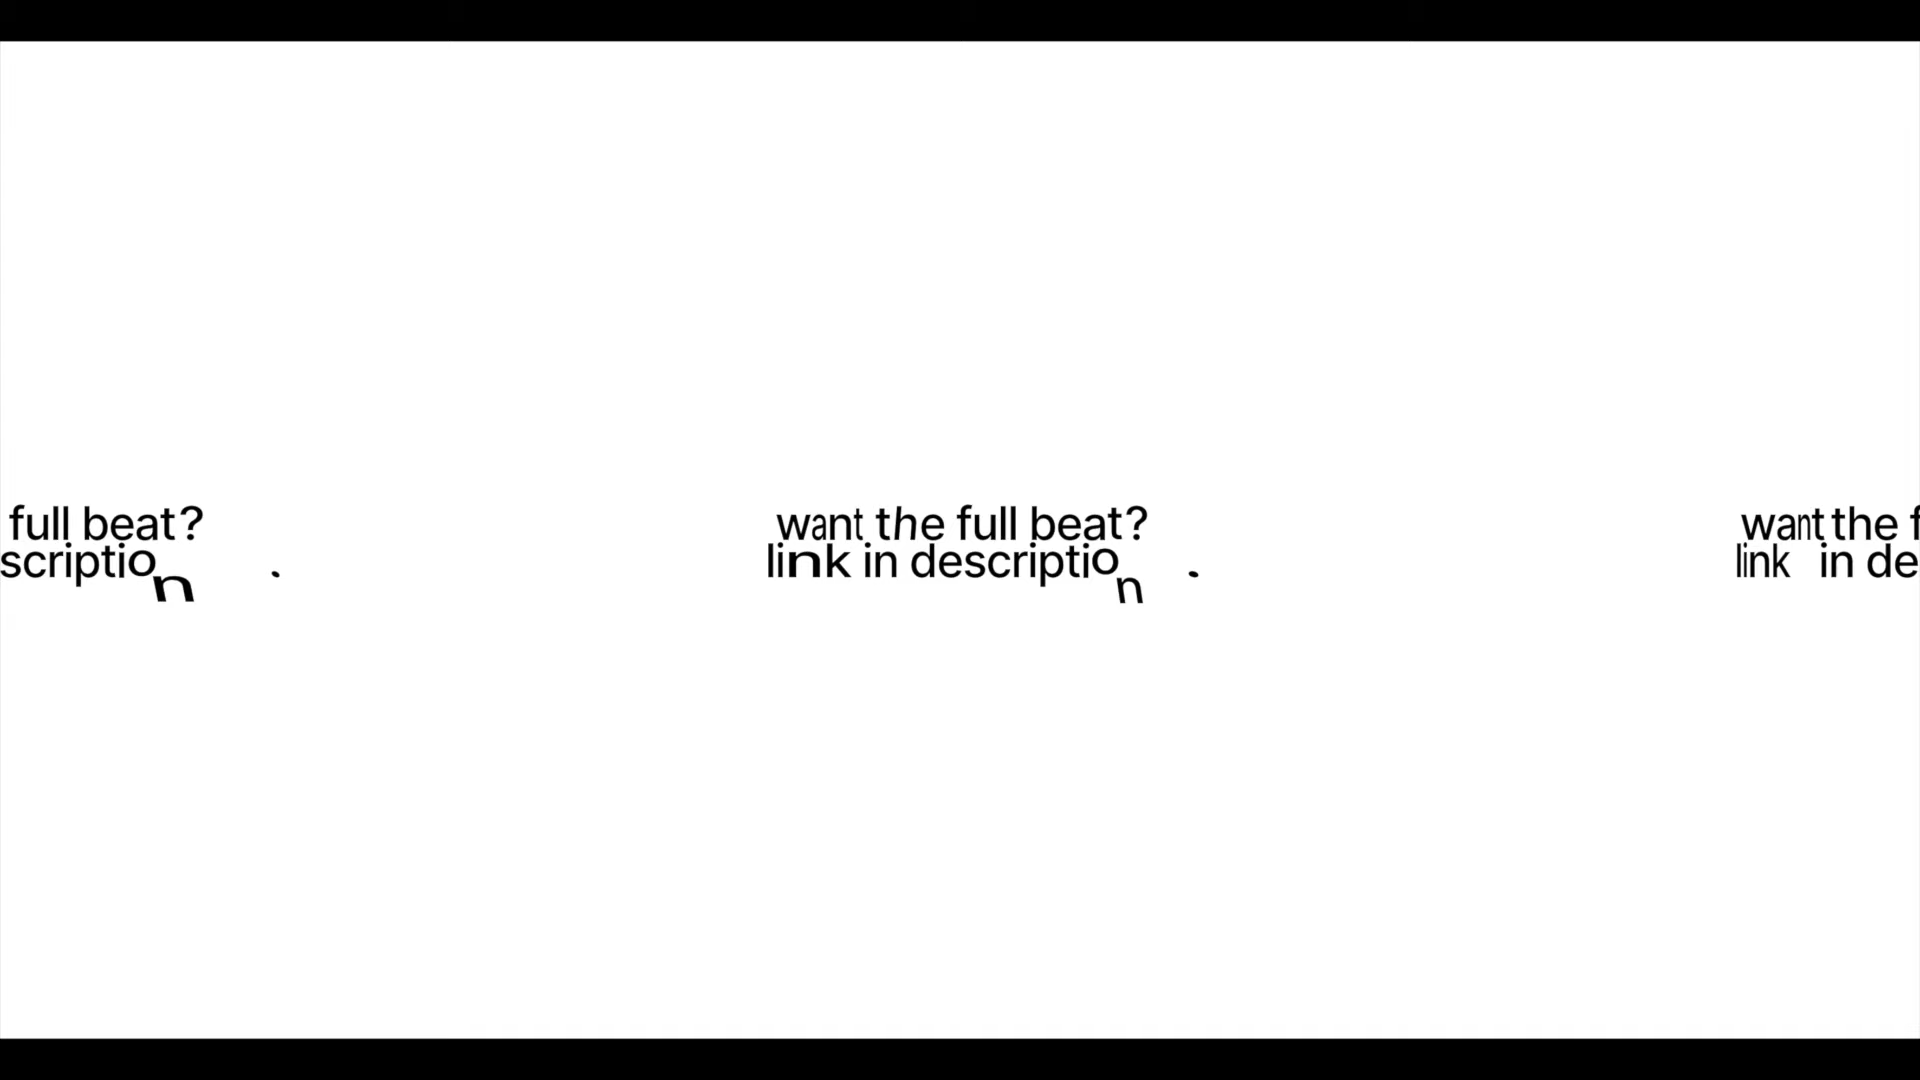 full beat?
scription.
want the full beat?
link in description.
want the f
link in de